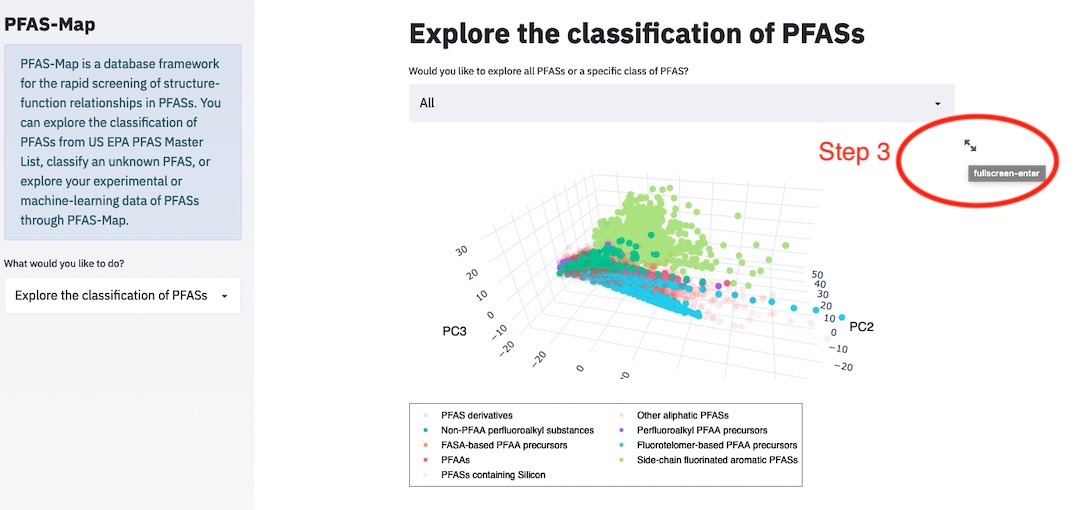 PFAS-Map
PFAS-Map is a database framework
for the rapid screening of structure-
function relationships in PFASs. You
can explore the classification of
PFASs from US EPA PFAS Master
List, classify an unknown PFAS, or
explore your experimental or
machine-learning data of PFASs
through PFAS-Map.
What would you like to do?
Explore the classification of PFASs
Explore the classification of PFASs
Would you like to explore all PFASs or a specific class of PFAS?
All
Step 3
fullscreen-enter
30
20
10
0
−10
−20
PC3
−20
0
50
40
30
20
10
0
−10
−20
PC2
PFAS derivatives
Non-PFAA perfluoroalkyl substances
FASA-based PFAA precursors
PFAAs
PFASs containing Silicon
Other aliphatic PFASs
Perfluoroalkyl PFAA precursors
Fluorotelomer-based PFAA precursors
Side-chain fluorinated aromatic PFASs